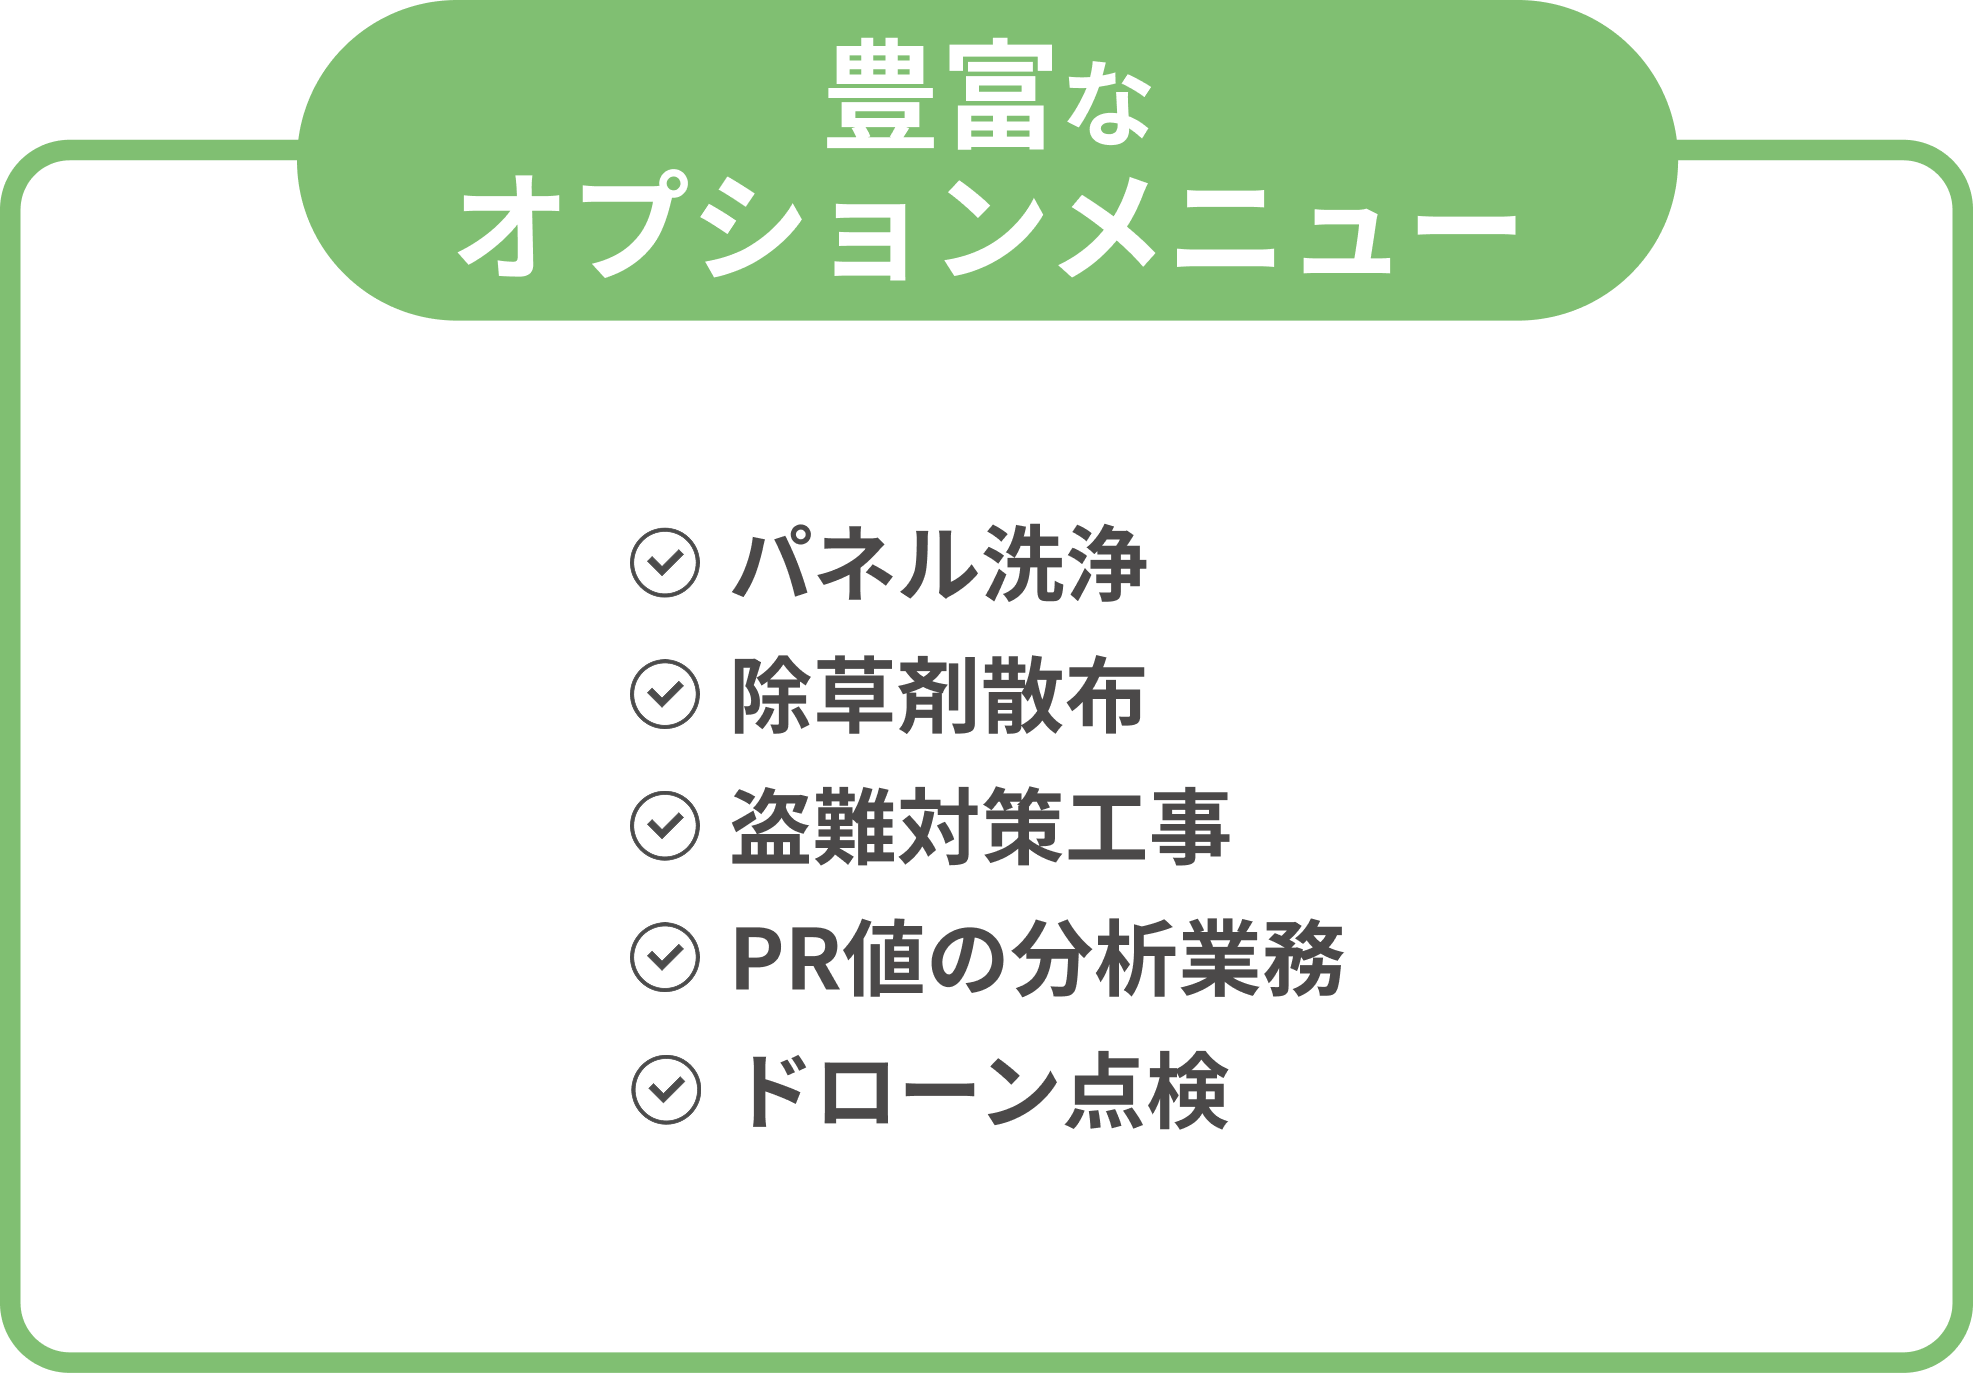 豊富な
オプションメニュー
パネル洗浄
除草剤散布
盗難対策工事
PR値の分析業務
ドローン点検